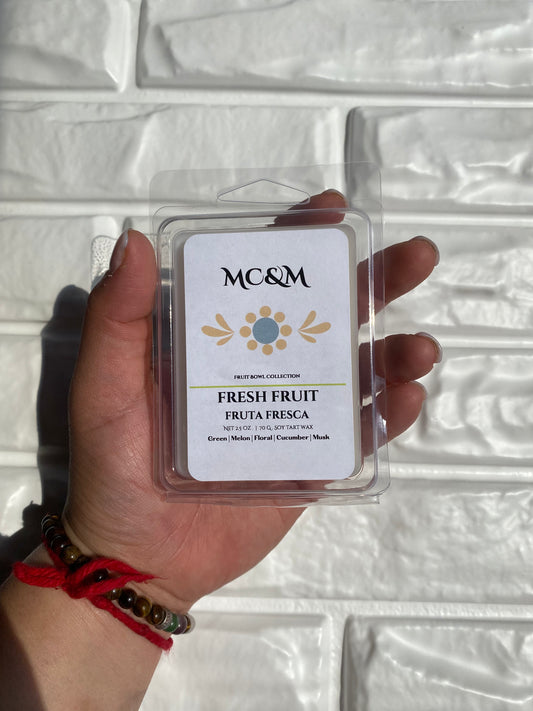 MC&M
FRUIT BOWL COLLECTION
FRESH FRUIT
FRUTA FRESCA
NET 2.5 OZ | 70 G, SOY TART WAX
Green | Melon | Floral | Cucumber | Musk